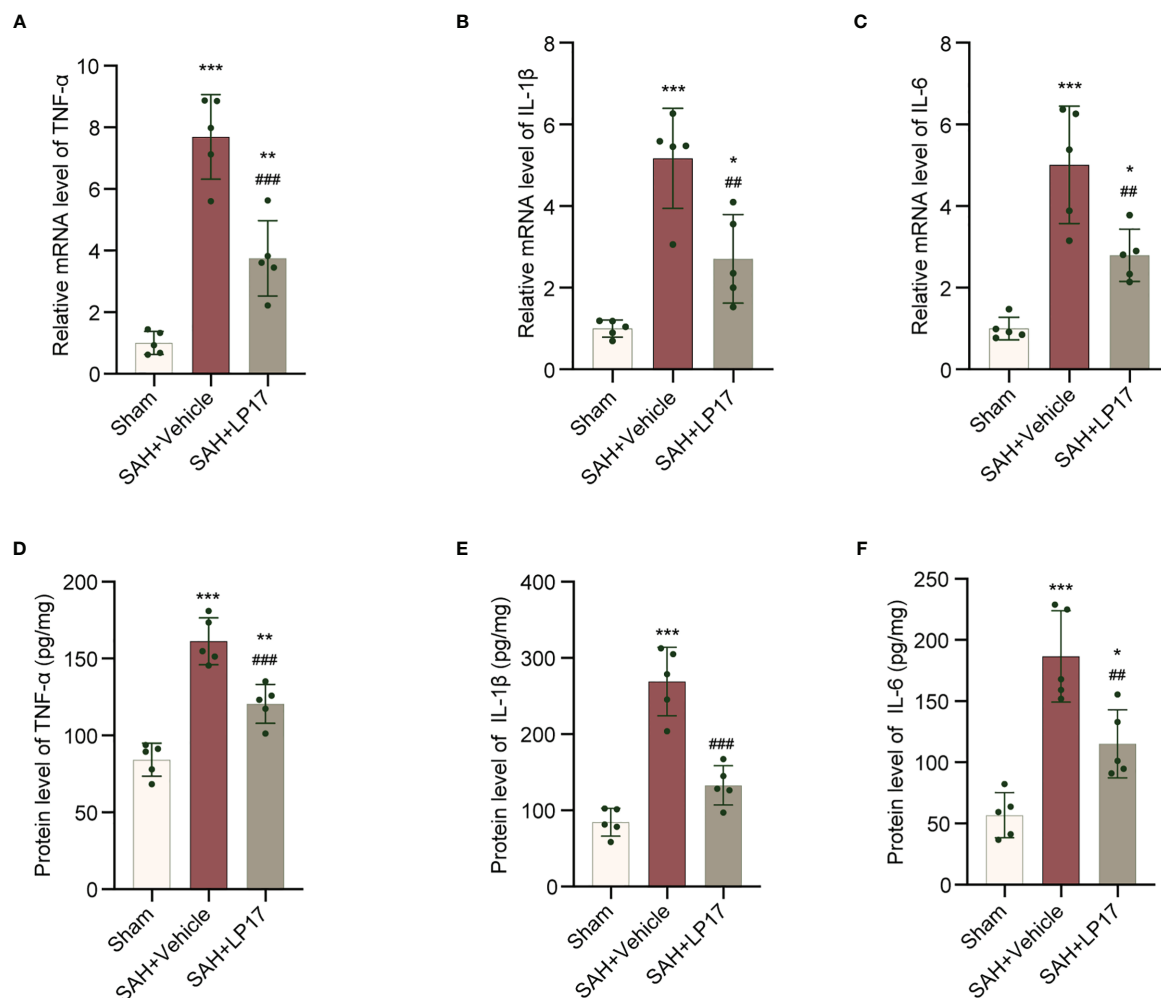 A
Relative mRNA level of TNF-α
10
8
6
4
2
0
***
**
###
Sham
SAH+Vehicle
SAH+LP17
B
Relative mRNA level of IL-1β
8
6
4
2
0
***
*
##
Sham
SAH+Vehicle
SAH+LP17
C
Relative mRNA level of IL-6
8
6
4
2
0
***
*
##
Sham
SAH+Vehicle
SAH+LP17
D
Protein level of TNF-α (pg/mg)
200
150
100
50
0
***
**
###
Sham
SAH+Vehicle
SAH+LP17
E
Protein level of IL-1β (pg/mg)
400
300
200
100
0
***
###
Sham
SAH+Vehicle
SAH+LP17
F
Protein level of IL-6 (pg/mg)
250
200
150
100
50
0
***
*
##
Sham
SAH+Vehicle
SAH+LP17